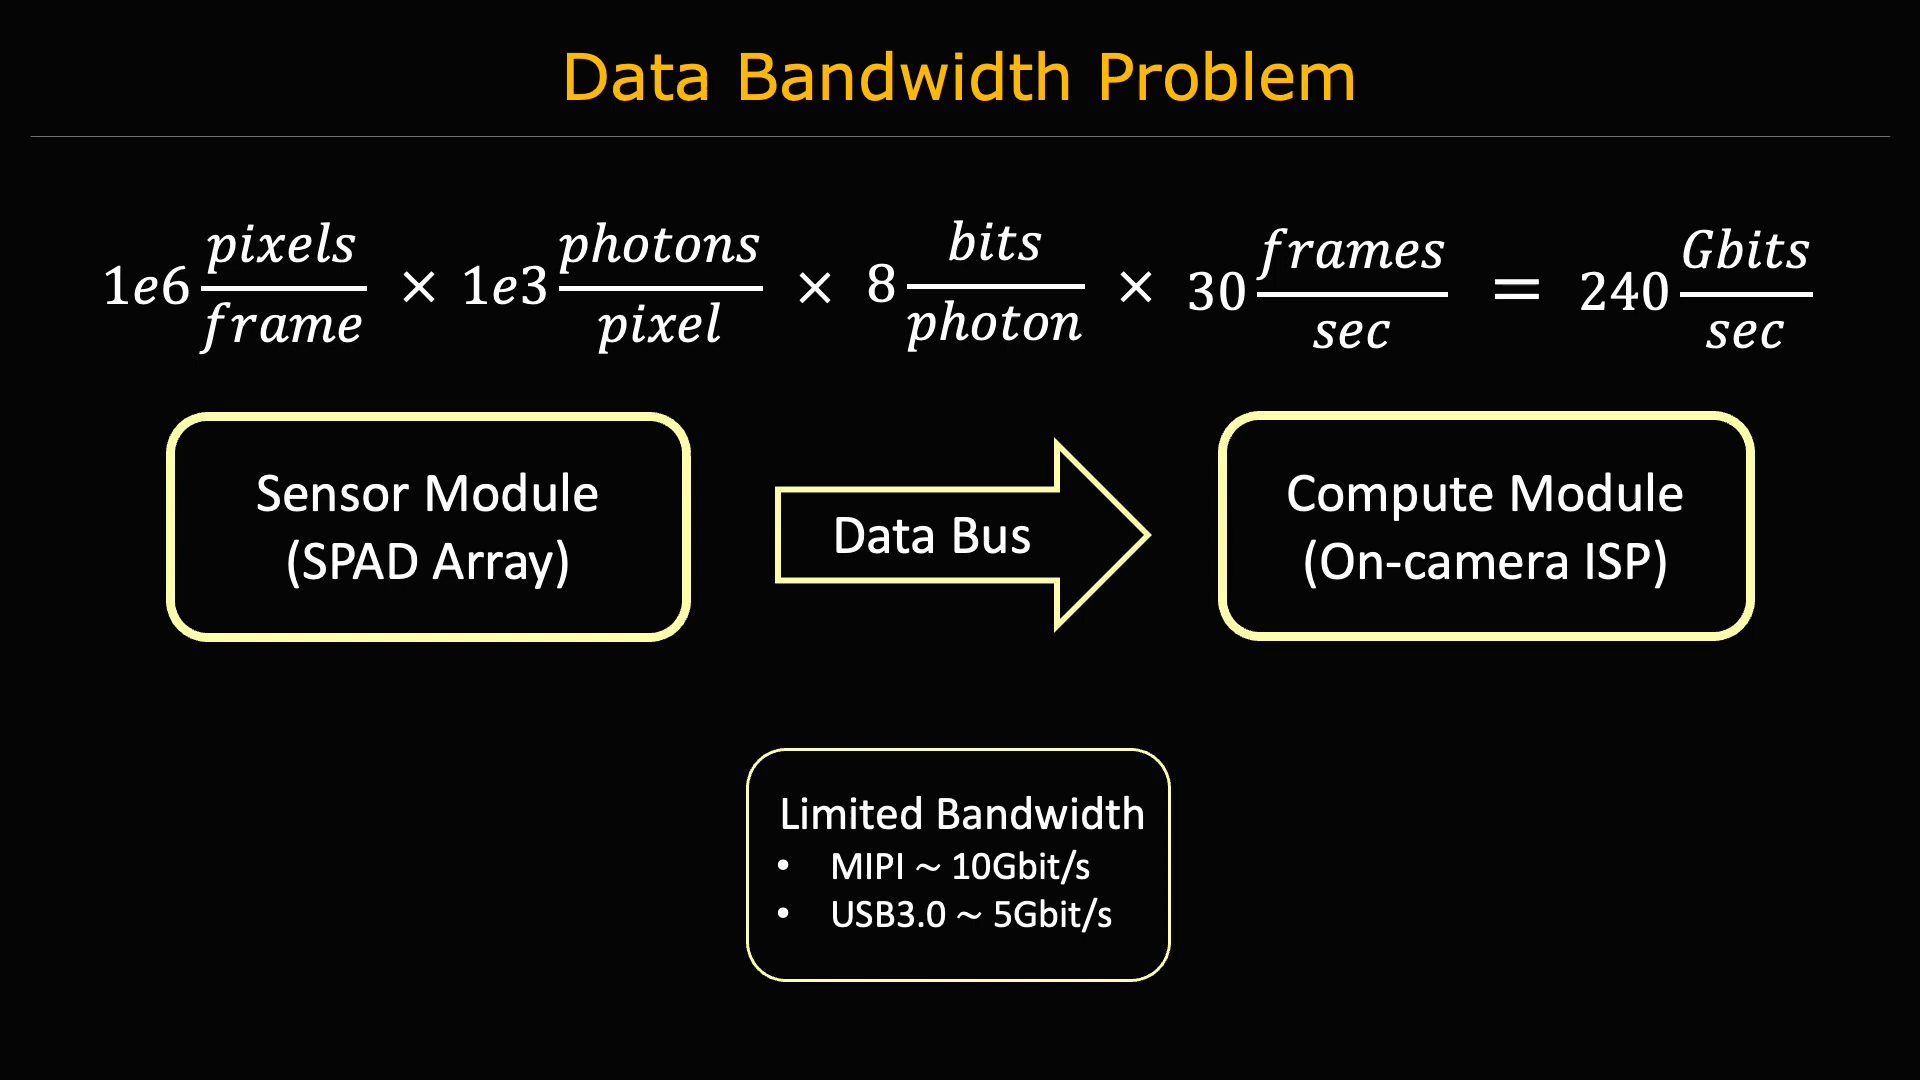 Data Bandwidth Problem
1e6 pixels/frame × 1e3 photons/pixel × 8 bits/photon × 30 frames/sec = 240 Gbits/sec
Sensor Module
(SPAD Array)
Data Bus
Compute Module
(On-camera ISP)
Limited Bandwidth
• MIPI ~ 10Gbit/s
• USB3.0 ~ 5Gbit/s